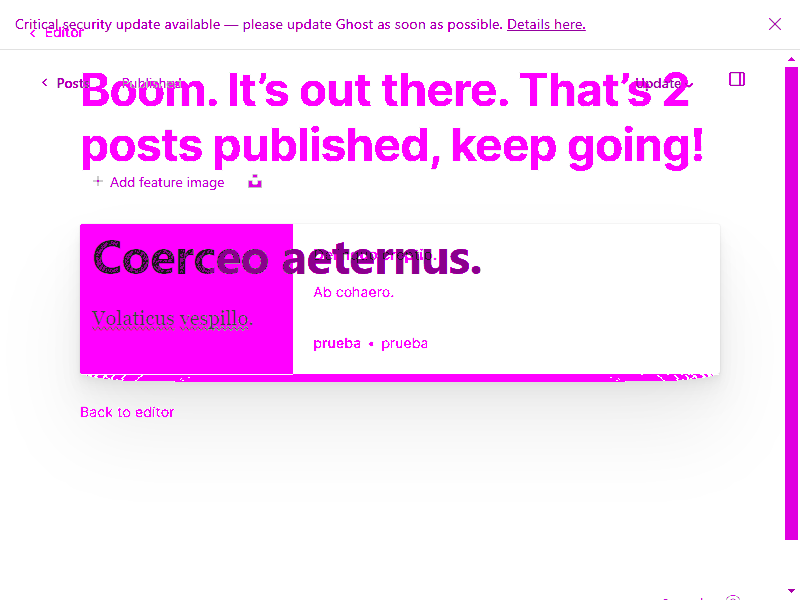 Critical security update available — please update Ghost as soon as possible. Details here.
Editor
Posts Published Update
Boom. It's out there. That's 2
posts published, keep going!
Add feature image
Coerceo aeternus.
Ab cohaero.
Volaticus vespillo.
prueba • prueba
Back to editor